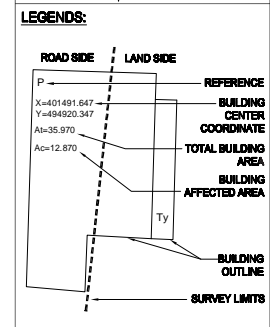 LEGENDS:
ROAD SIDE LAND SIDE
P
REFERENCE
X=401491.647
Y=494920.347
BUILDING
CENTER
COORDINATE
At=35.970
TOTAL BUILDING
AREA
Ac=12.870
BUILDING
AFFECTED AREA
Ty
BUILDING
OUTLINE
SURVEY LIMITS